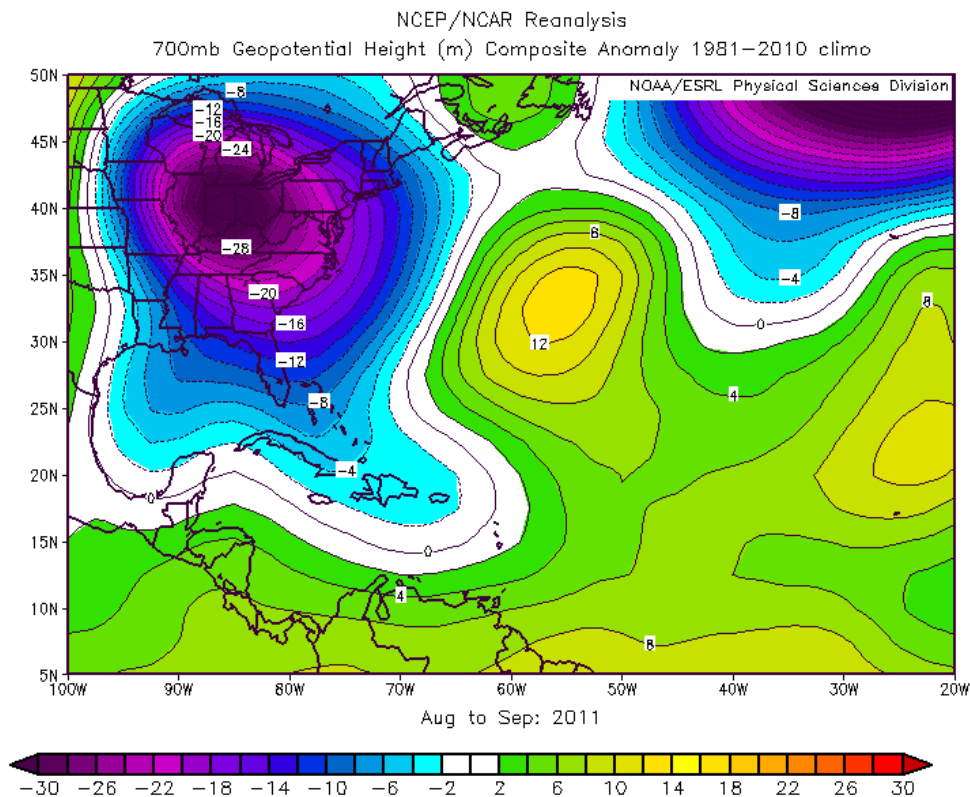 NCEP/NCAR Reanalysis
700mb Geopotential Height (m) Composite Anomaly 1981−2010 climo
NOAA/ESRL Physical Sciences Division
50N
−8
−12
−16
−20
45N
−24
40N
−8
6
−28
35N
−4
−20
8
−16
0
30N
12
−12
4
25N
−8
20N
−4
0
15N
0
4
10N
8
5N
100W 90W 80W 70W 60W 50W 40W 30W 20W
Aug to Sep: 2011
−30 −26 −22 −18 −14 −10 −6 −2 2 6 10 14 18 22 26 30